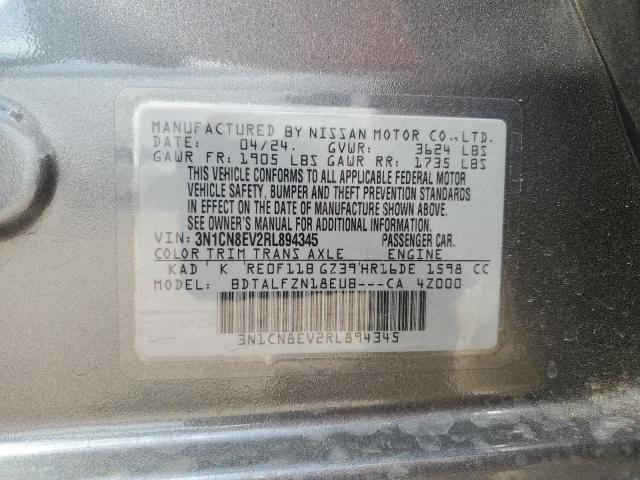 MANUFACTURED BY NISSAN MOTOR CO., LTD.
DATE: 04/24. GVWR: 3624 LBS
GAWR FR: 1905 LBS GAWR RR: 1735 LBS
THIS VEHICLE CONFORMS TO ALL APPLICABLE FEDERAL MOTOR
VEHICLE SAFETY, BUMPER AND THEFT PREVENTION STANDARDS
IN EFFECT ON THE DATE OF MANUFACTURE SHOWN ABOVE.
SEE OWNER'S MANUAL FOR ADDITIONAL INFORMATION.
VIN: 3N1CN8EV2RL894345 PASSENGER CAR.
COLOR TRIM TRANS AXLE ENGINE
KAD ' K RE0F11B GZ39'HR16DE 1598 CC
MODEL: BDTALFZN18EUB---CA 4Z000
3N1CN8EV2RL894345